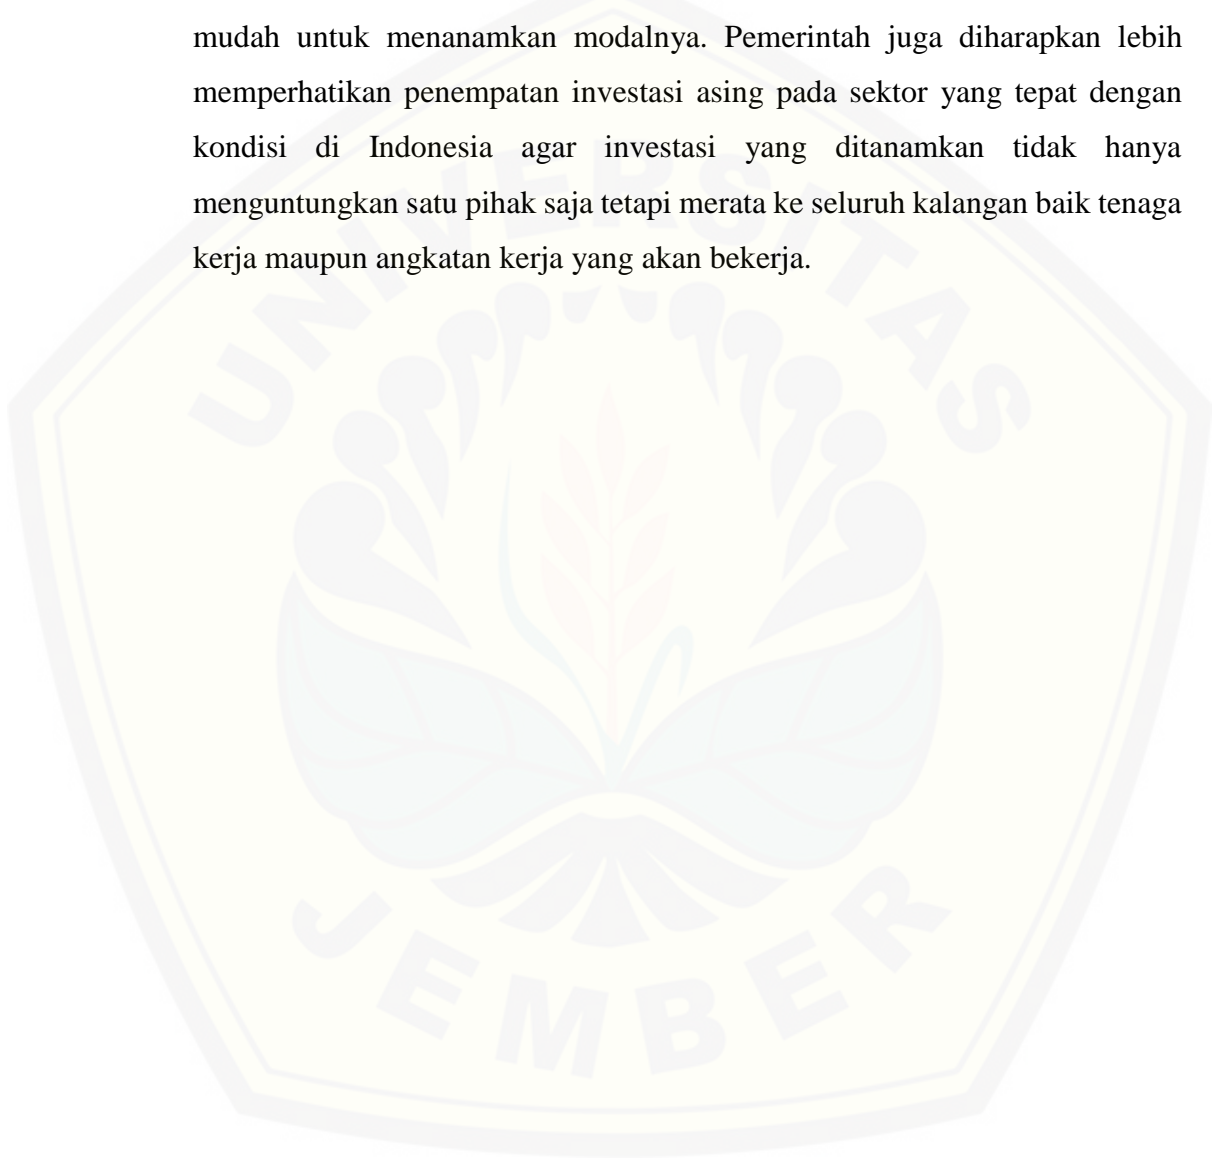 mudah untuk menanamkan modalnya. Pemerintah juga diharapkan lebih
memperhatikan penempatan investasi asing pada sektor yang tepat dengan
kondisi di Indonesia agar investasi yang ditanamkan tidak hanya
menguntungkan satu pihak saja tetapi merata ke seluruh kalangan baik tenaga
kerja maupun angkatan kerja yang akan bekerja.
UNIVERSITAS
JEMBER